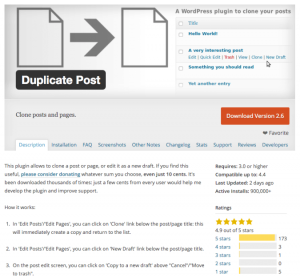 A WordPress plugin to clone your posts
Title
Hello World!
A very interesting post
Edit | Quick Edit | Trash | View | Clone | New Draft
Something you should read
Yet another entry
Duplicate Post
Clone posts and pages.
Download Version 2.6
Favorite
Description Installation FAQ Screenshots Other Notes Changelog Stats Support Reviews Developers
This plugin allows to clone a post or page, or edit it as a new draft. If you find this
useful, please consider donating whatever sum you choose, even just 10 cents. It's
been downloaded thousands of times: just a few cents from every user would help me
develop the plugin and improve support.
How it works:
1. In 'Edit Posts'/'Edit Pages', you can click on 'Clone' link below the post/page title: this
will immediately create a copy and return to the list.
2. In 'Edit Posts'/'Edit Pages', you can click on 'New Draft' link below the post/page title.
3. On the post edit screen, you can click on 'Copy to a new draft' above "Cancel"/"Move
to trash".
Requires: 3.0 or higher
Compatible up to: 4.4
Last Updated: 2 days ago
Active Installs: 900,000+
Ratings
4.9 out of 5 stars
5 stars 173
4 stars 3
3 stars 1
2 stars 0
1 star 5